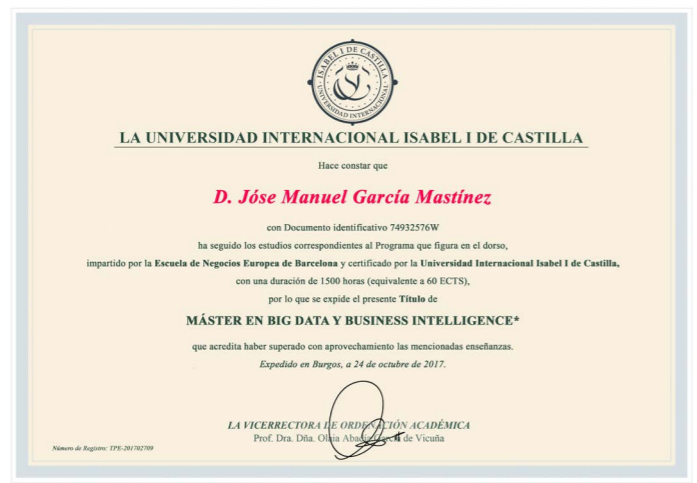 ISABEL I DE CASTILLA
UNIVERSIDAD INTERNACIONAL
LA UNIVERSIDAD INTERNACIONAL ISABEL I DE CASTILLA
Hace constar que
D. Jóse Manuel García Mastínez
con Documento identificativo 74932576W
ha seguido los estudios correspondientes al Programa que figura en el dorso,
impartido por la Escuela de Negocios Europea de Barcelona y certificado por la Universidad Internacional Isabel I de Castilla,
con una duración de 1500 horas (equivalente a 60 ECTS),
por lo que se expide el presente Título de
MÁSTER EN BIG DATA Y BUSINESS INTELLIGENCE*
que acredita haber superado con aprovechamiento las mencionadas enseñanzas.
Expedido en Burgos, a 24 de octubre de 2017.
LA VICERRECTORA DE ORDENACIÓN ACADÉMICA
Prof. Dra. Dña. Olaia Abadía García de Vicuña
Número de Registro: TPE-201702709